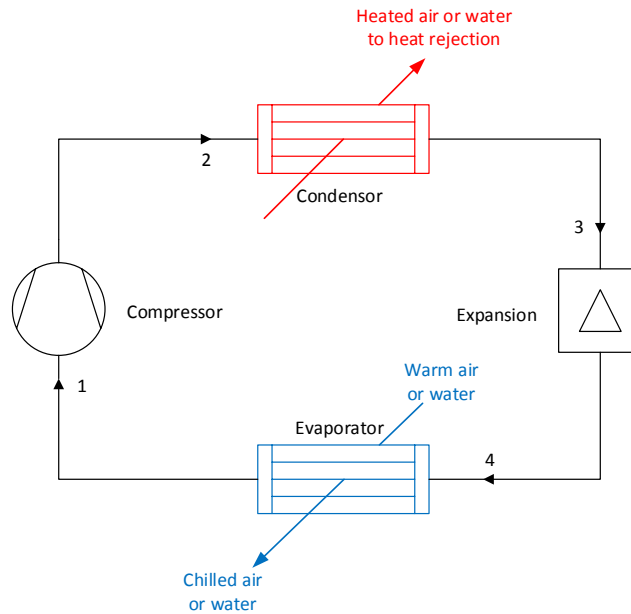 Heated air or water
to heat rejection
2
Condensor
3
Compressor
Expansion
1
Warm air
or water
Evaporator
4
Chilled air
or water